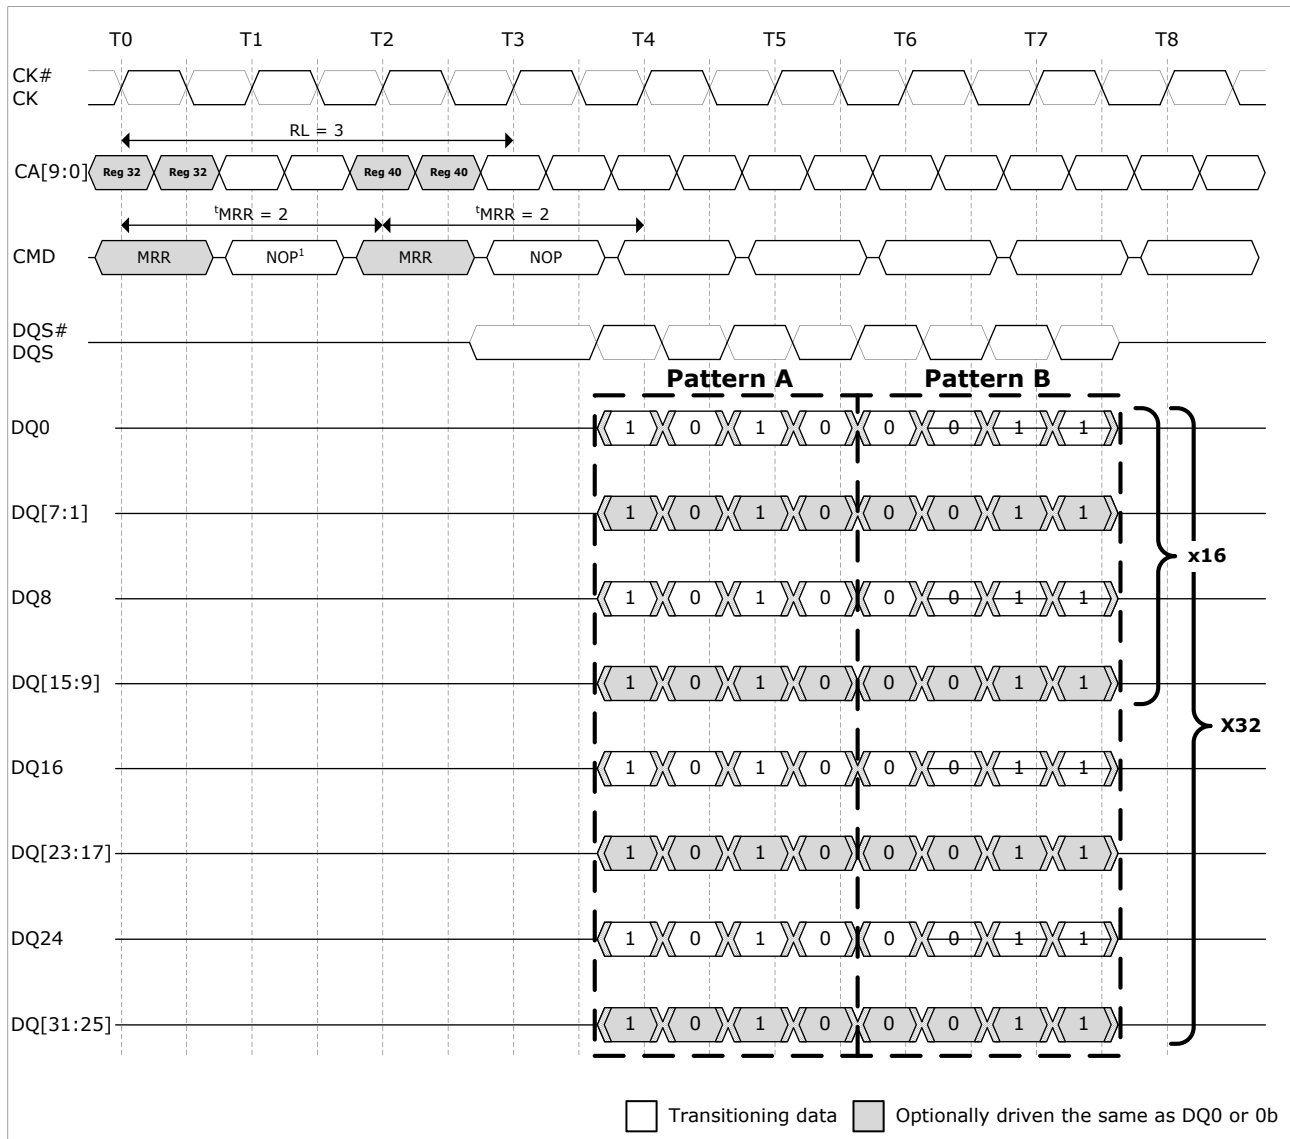 T0 T1 T2 T3 T4 T5 T6 T7 T8
CK#
CK
RL = 3
CA[9:0] Reg 32 Reg 32 Reg 40 Reg 40
tMRR = 2 tMRR = 2
CMD MRR NOP1 MRR NOP
DQS#
DQS
Pattern A Pattern B
DQ0 1 0 1 0 0 0 1 1
DQ[7:1] 1 0 1 0 0 0 1 1
x16
DQ8 1 0 1 0 0 0 1 1
DQ[15:9] 1 0 1 0 0 0 1 1
X32
DQ16 1 0 1 0 0 0 1 1
DQ[23:17] 1 0 1 0 0 0 1 1
DQ24 1 0 1 0 0 0 1 1
DQ[31:25] 1 0 1 0 0 0 1 1
Transitioning data Optionally driven the same as DQ0 or 0b